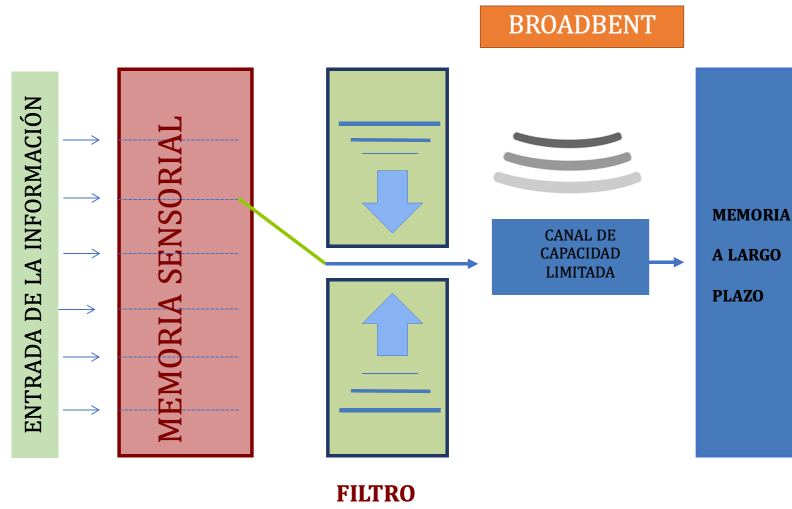 BROADBENT
ENTRADA DE LA INFORMACIÓN
MEMORIA SENSORIAL
CANAL DE
CAPACIDAD
LIMITADA
MEMORIA
A LARGO
PLAZO
FILTRO